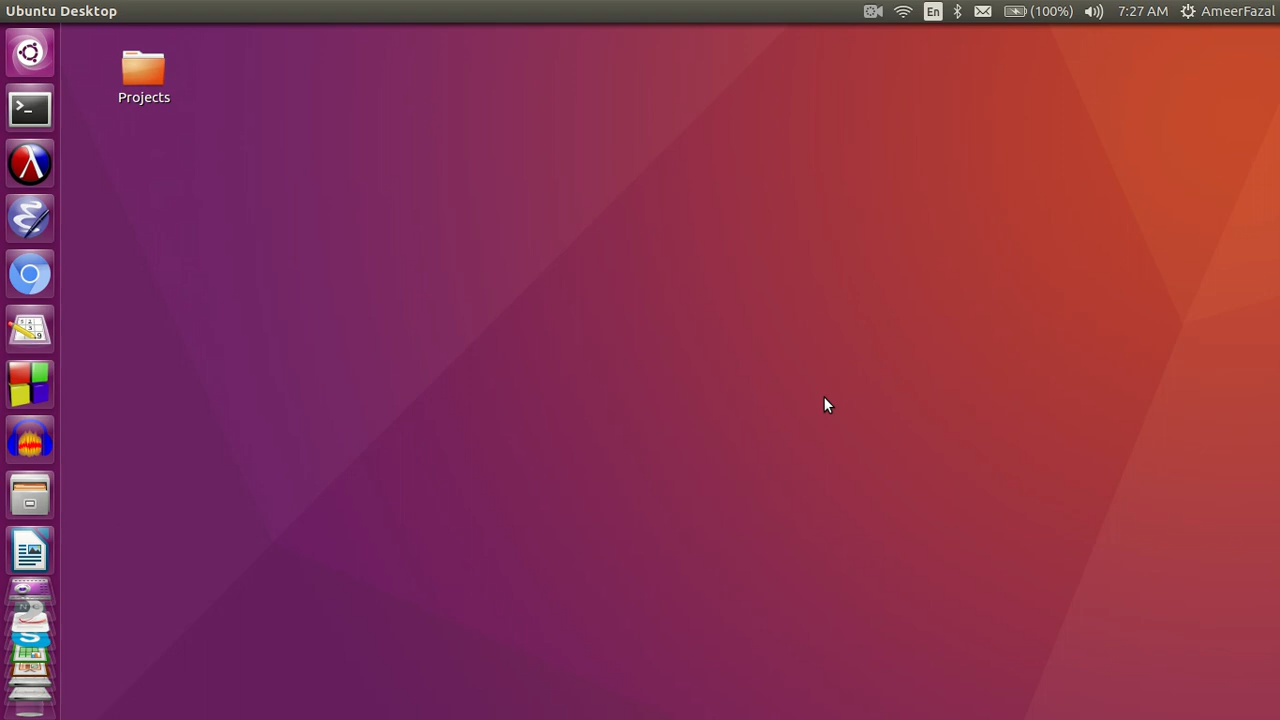 Ubuntu Desktop
En
(100%)
7:27 AM
AmeerFazal
Projects